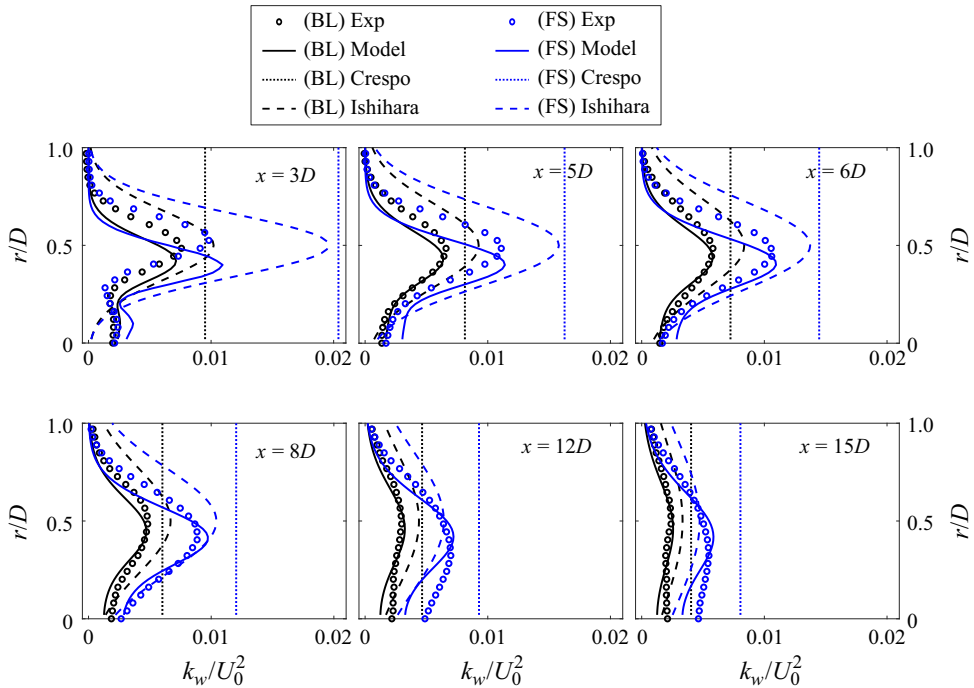 (BL) Exp (FS) Exp
(BL) Model (FS) Model
(BL) Crespo (FS) Crespo
(BL) Ishihara (FS) Ishihara
1.0 x = 3D x = 5D x = 6D 1.0
r/D 0.5 0.5 r/D
0 0
0 0.01 0.02 0 0.01 0.02 0 0.01 0.02
1.0 x = 8D x = 12D x = 15D 1.0
r/D 0.5 0.5 r/D
0 0
0 0.01 0.02 0 0.01 0.02 0 0.01 0.02
k_w/U_0^2 k_w/U_0^2 k_w/U_0^2